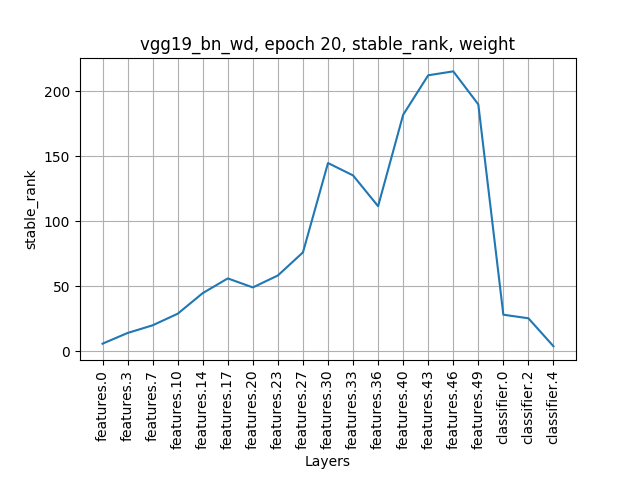 vgg19_bn_wd, epoch 20, stable_rank, weight
stable_rank
200
150
100
50
0
features.0
features.3
features.7
features.10
features.14
features.17
features.20
features.23
features.27
features.30
features.33
features.36
features.40
features.43
features.46
features.49
classifier.0
classifier.2
classifier.4
Layers